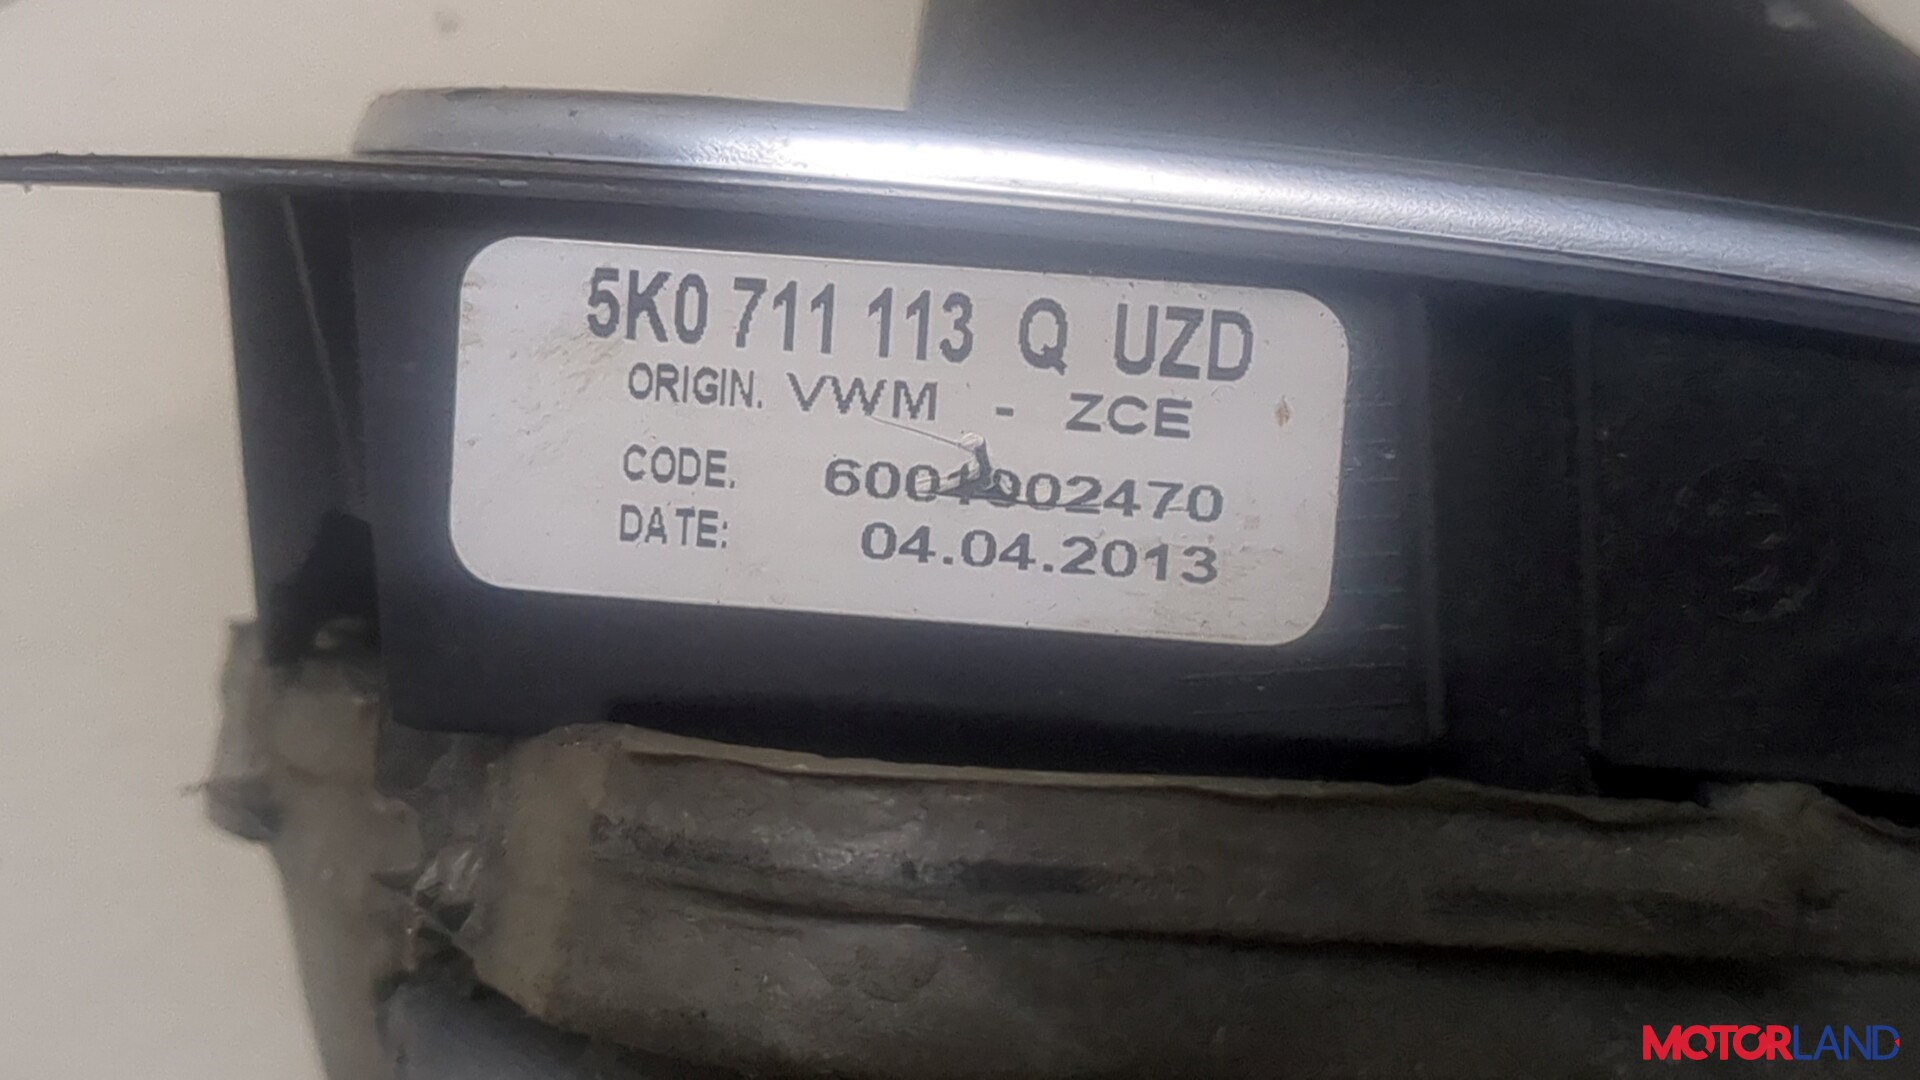 5K0 711 113 Q UZD
ORIGIN. VWM - ZCE
CODE. 6001002470
DATE: 04.04.2013
MOTORLAND